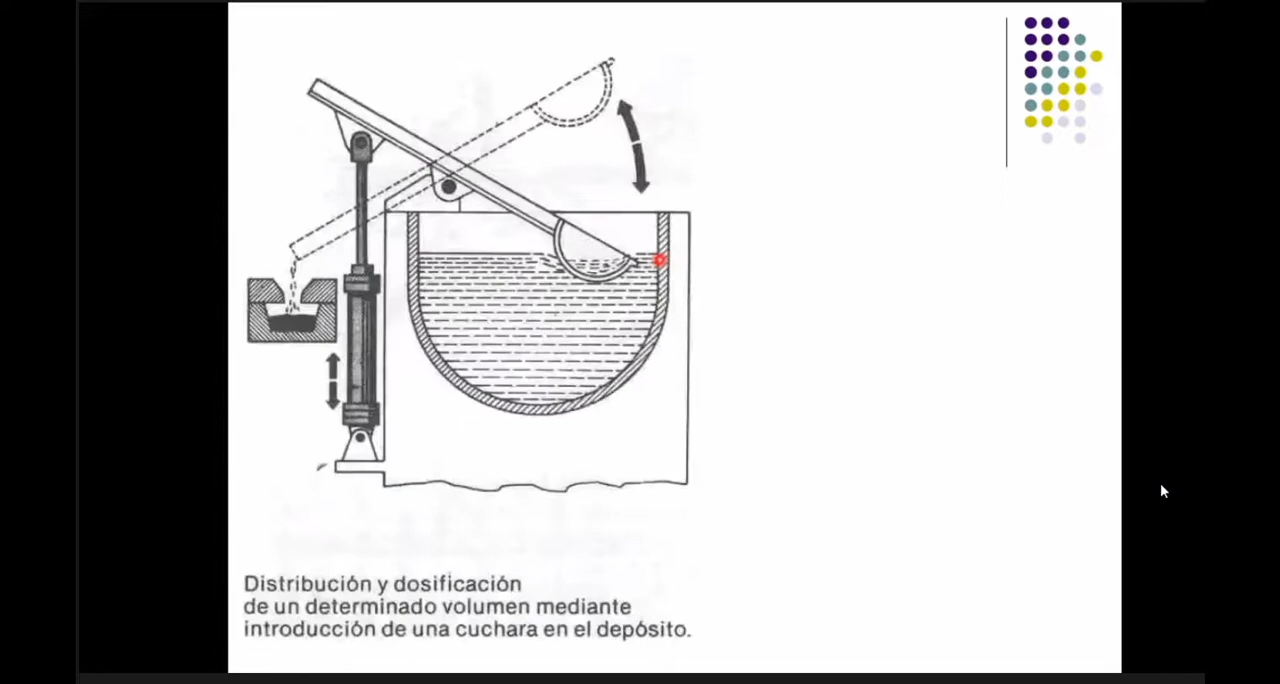 Distribución y dosificación
de un determinado volumen mediante
introducción de una cuchara en el depósito.